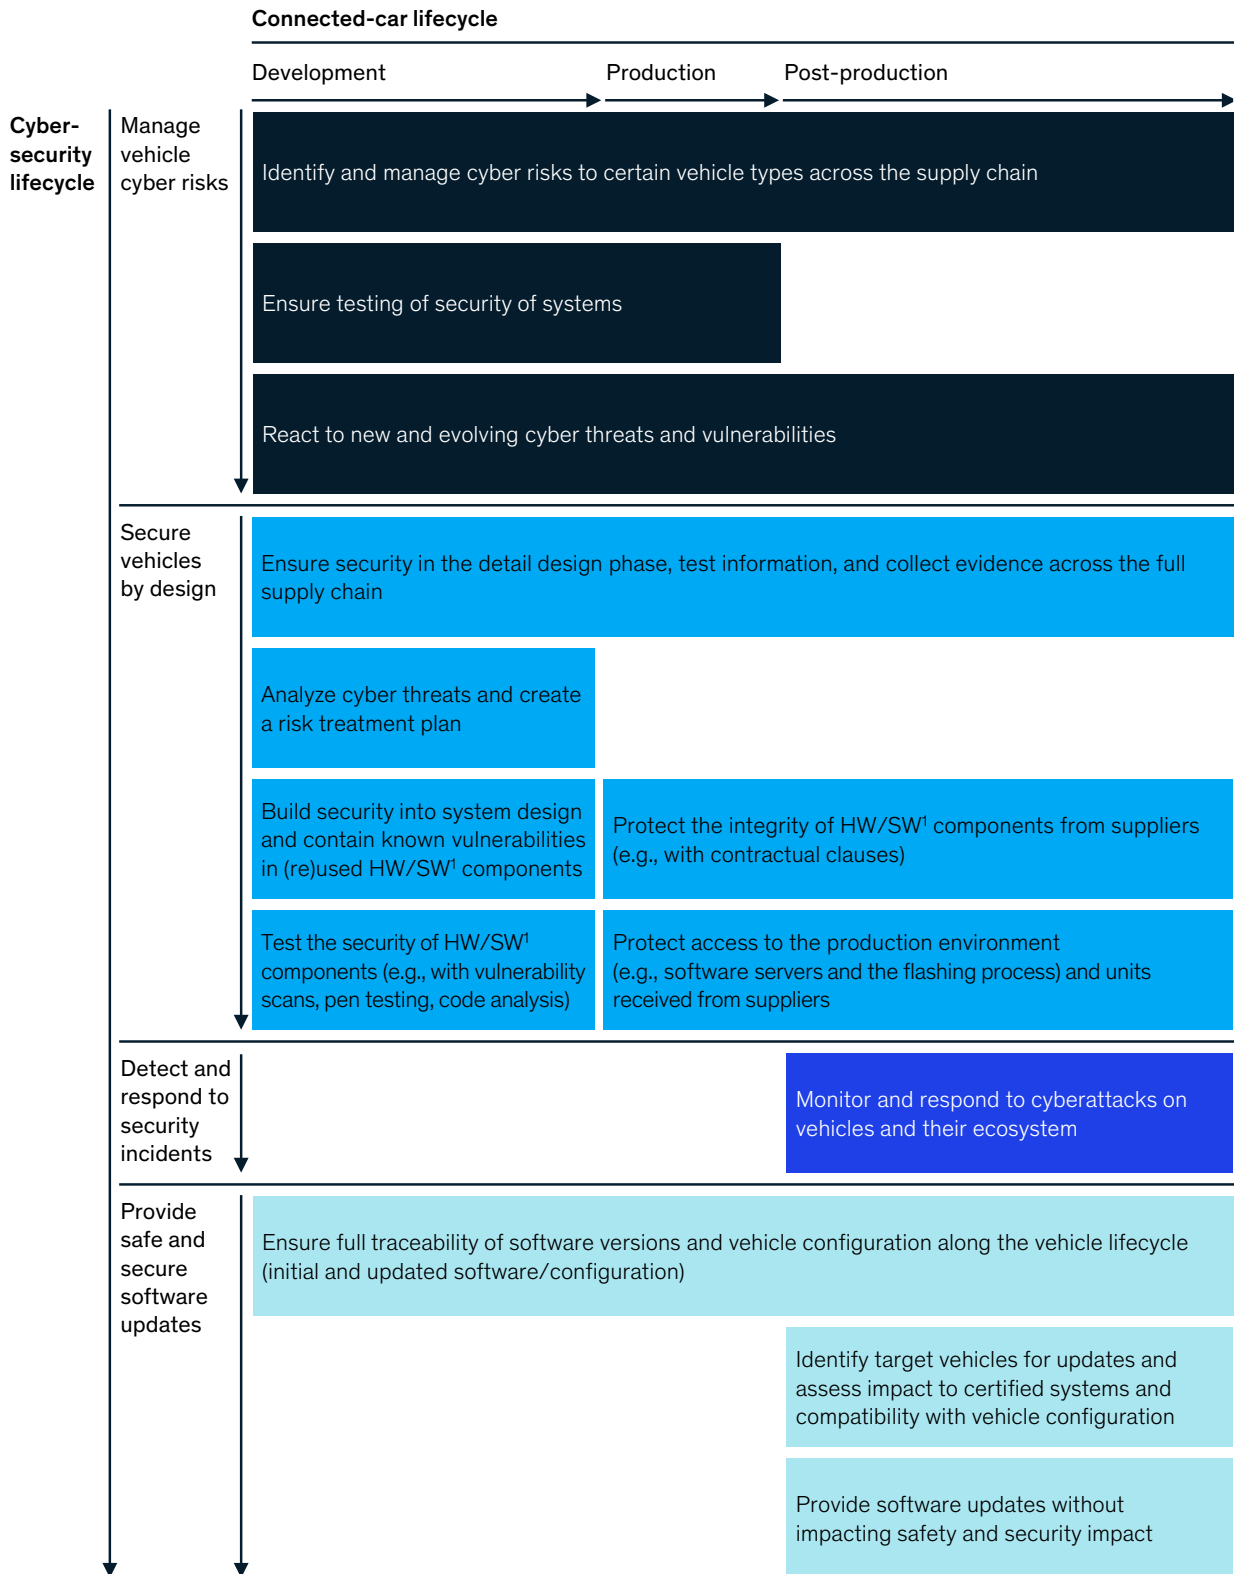 Connected-car lifecycle
Development
Production
Post-production
Cyber-
security
lifecycle
Manage
vehicle
cyber risks
Identify and manage cyber risks to certain vehicle types across the supply chain
Ensure testing of security of systems
React to new and evolving cyber threats and vulnerabilities
Secure
vehicles
by design
Ensure security in the detail design phase, test information, and collect evidence across the full
supply chain
Analyze cyber threats and create
a risk treatment plan
Build security into system design
and contain known vulnerabilities
in (re)used HW/SW¹ components
Protect the integrity of HW/SW¹ components from suppliers
(e.g., with contractual clauses)
Test the security of HW/SW¹
components (e.g., with vulnerability
scans, pen testing, code analysis)
Protect access to the production environment
(e.g., software servers and the flashing process) and units
received from suppliers
Detect and
respond to
security
incidents
Monitor and respond to cyberattacks on
vehicles and their ecosystem
Provide
safe and
secure
software
updates
Ensure full traceability of software versions and vehicle configuration along the vehicle lifecycle
(initial and updated software/configuration)
Identify target vehicles for updates and
assess impact to certified systems and
compatibility with vehicle configuration
Provide software updates without
impacting safety and security impact